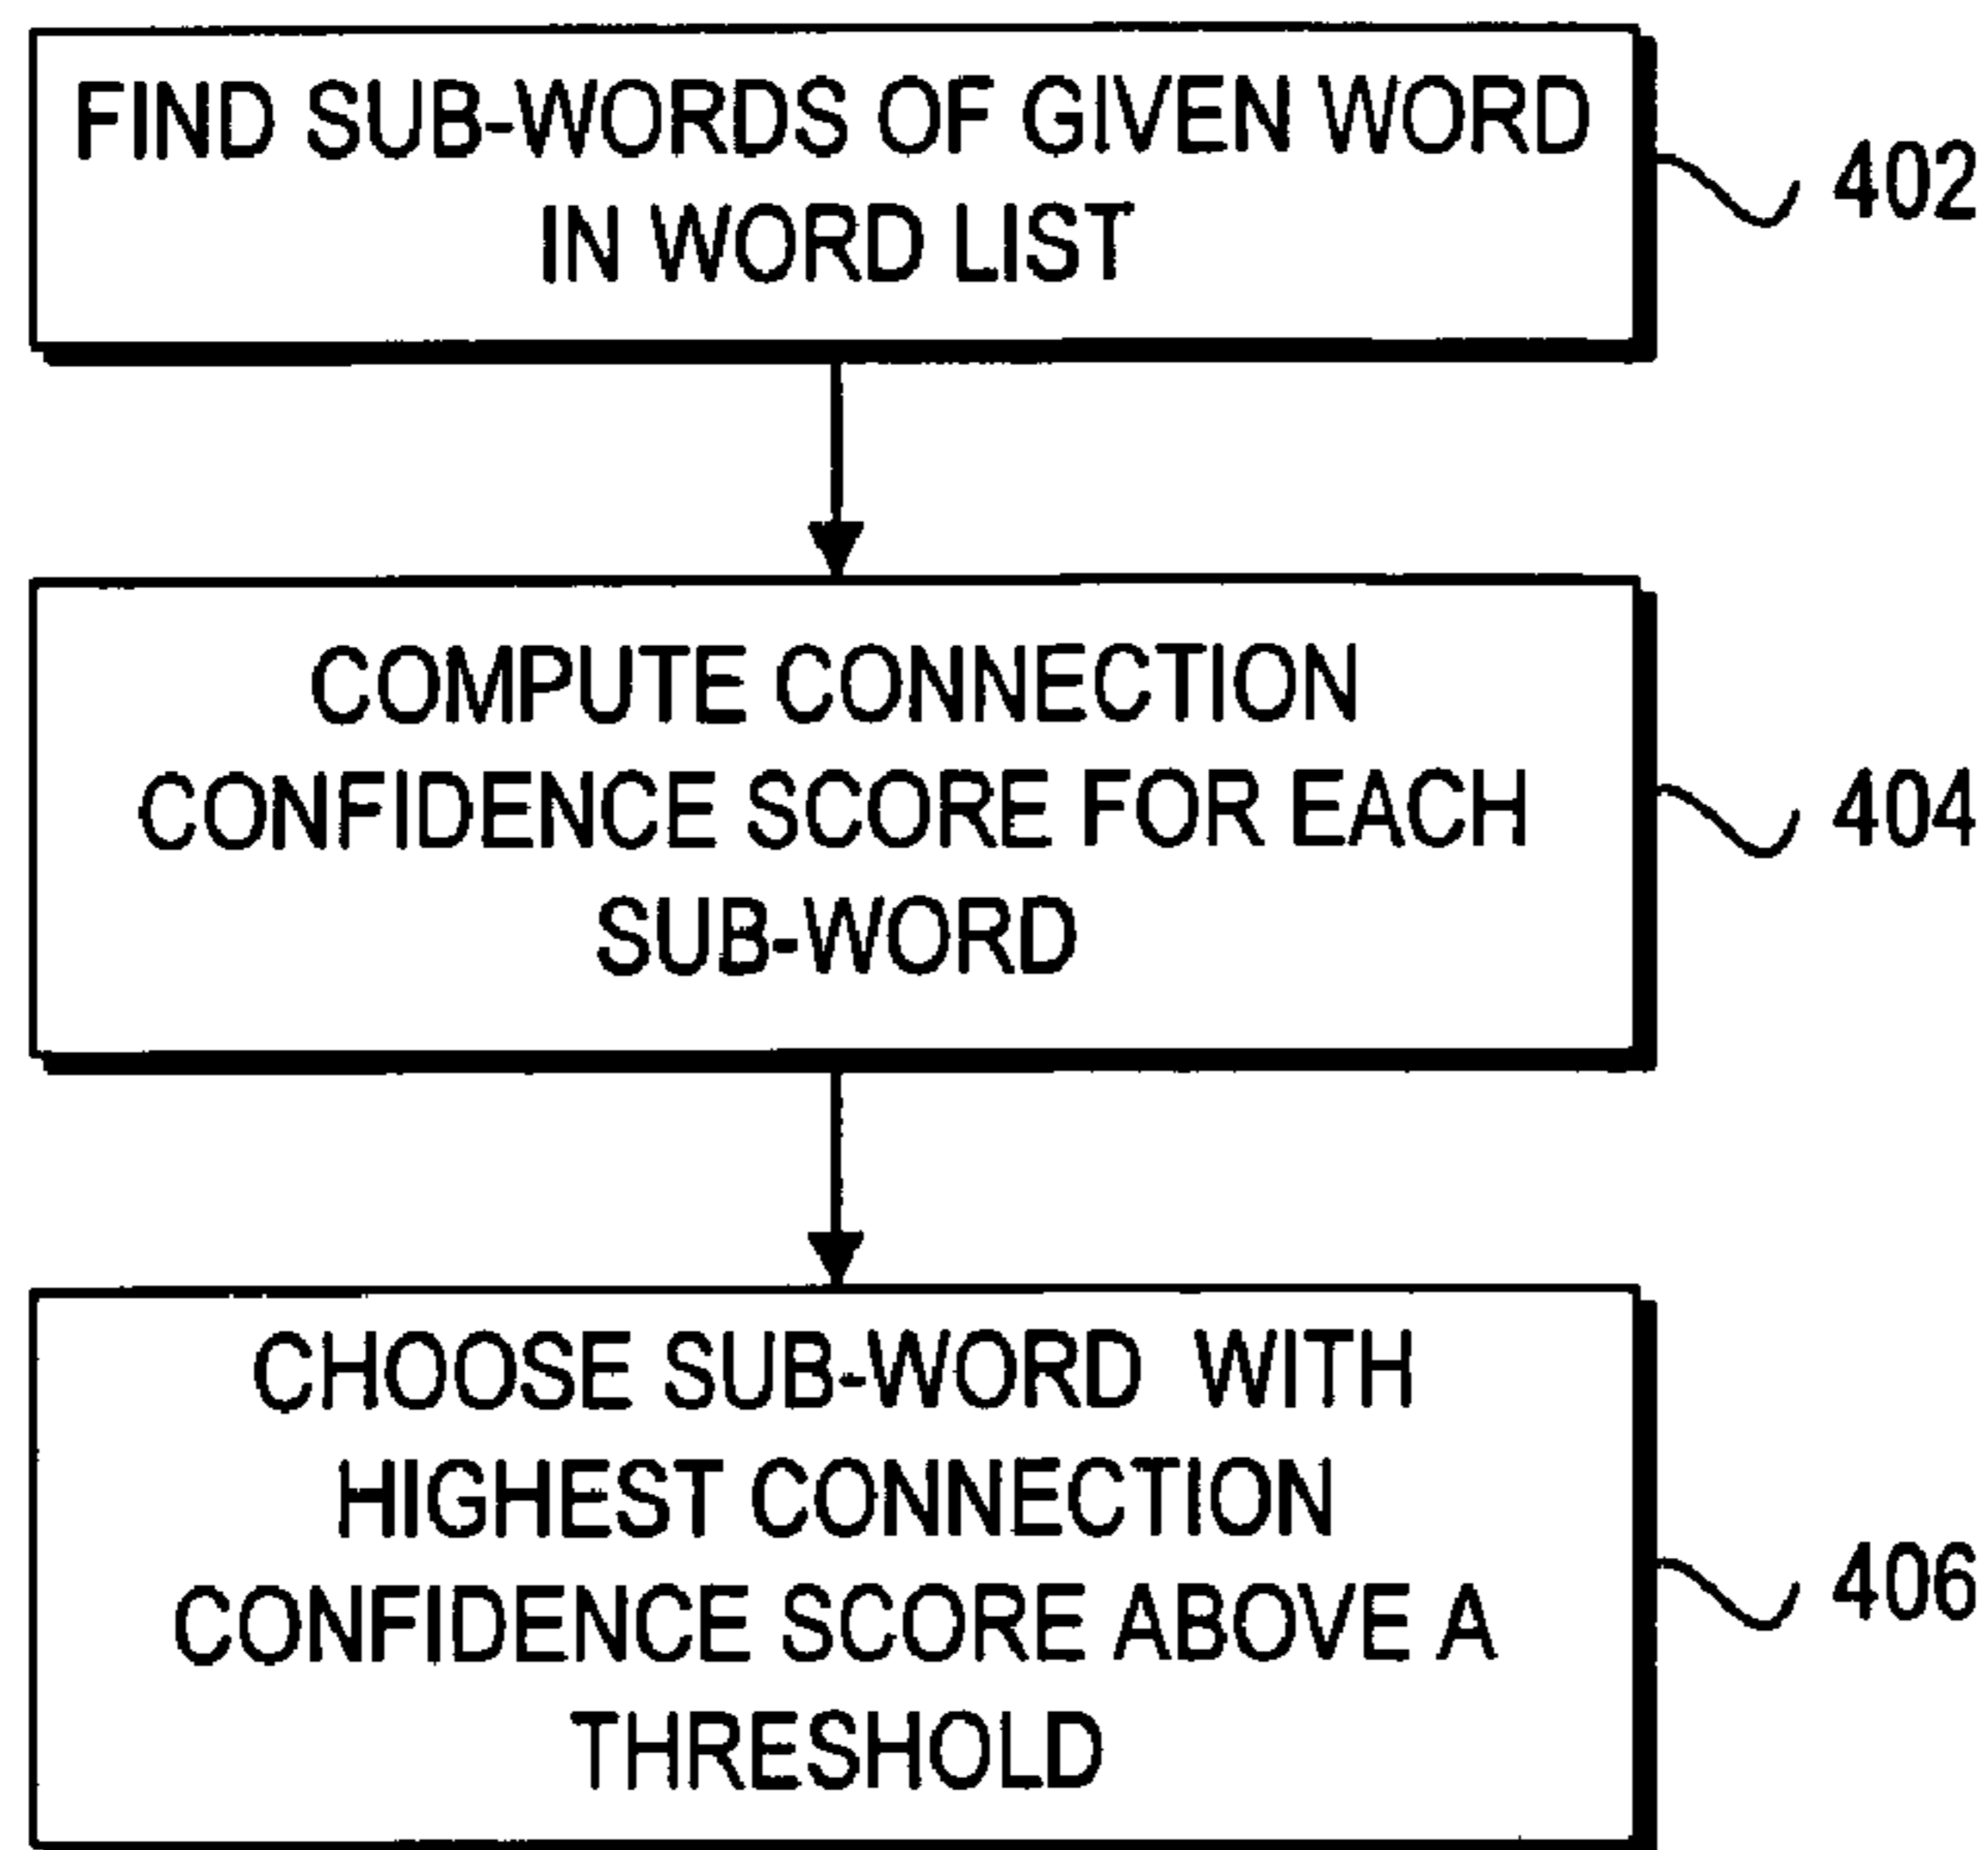 FIND SUB-WORDS OF GIVEN WORD
IN WORD LIST
402
COMPUTE CONNECTION
CONFIDENCE SCORE FOR EACH
SUB-WORD
404
CHOOSE SUB-WORD WITH
HIGHEST CONNECTION
CONFIDENCE SCORE ABOVE A
THRESHOLD
406